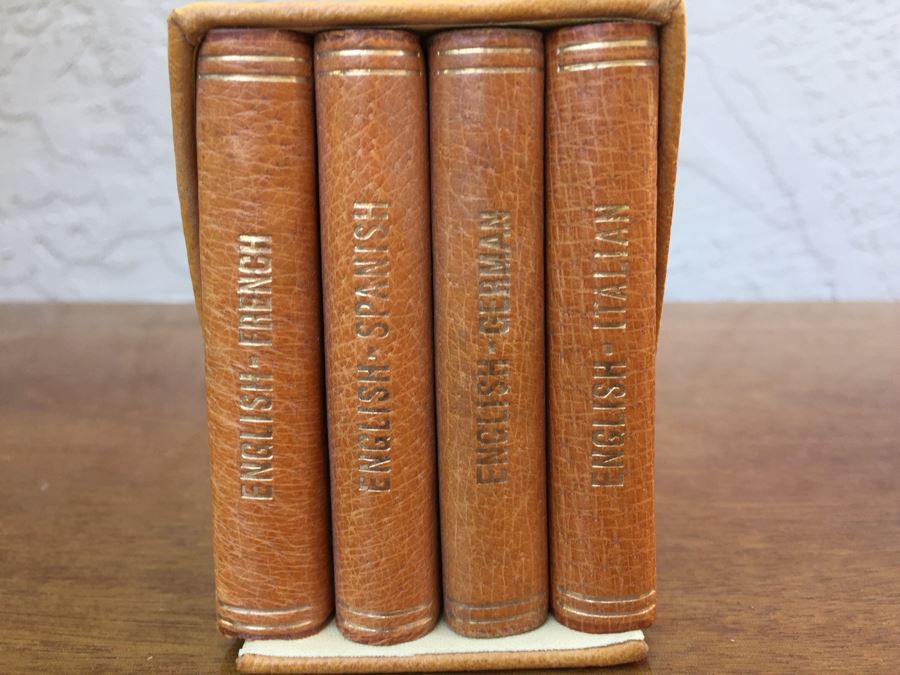 ENGLISH - FRENCH
ENGLISH - SPANISH
ENGLISH - GERMAN
ENGLISH - ITALIAN